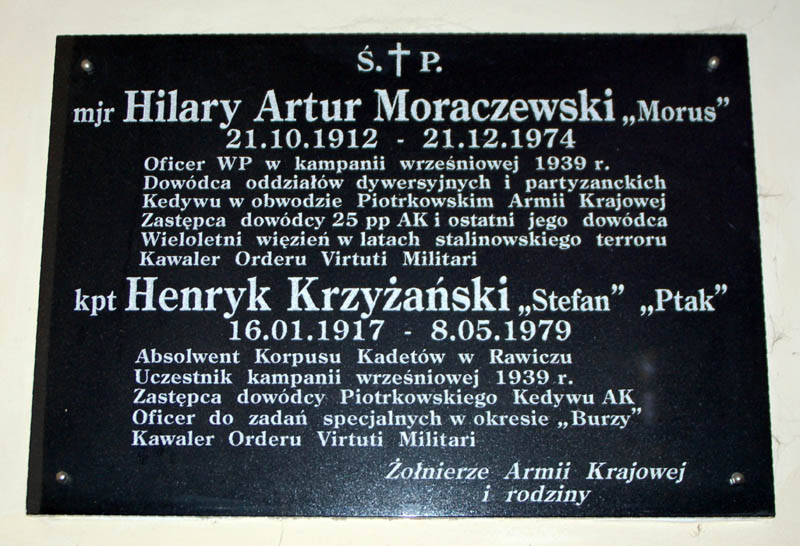 Ś. † P.
mjr Hilary Artur Moraczewski „Morus”
21.10.1912 - 21.12.1974
Oficer WP w kampanii wrześniowej 1939 r.
Dowódca oddziałów dywersyjnych i partyzanckich
Kedywu w obwodzie Piotrkowskim Armii Krajowej
Zastępca dowódcy 25 pp AK i ostatni jego dowódca
Wieloletni więzień w latach stalinowskiego terroru
Kawaler Orderu Virtuti Militari
kpt Henryk Krzyżański „Stefan” „Ptak”
16.01.1917 - 8.05.1979
Absolwent Korpusu Kadetów w Rawiczu
Uczestnik kampanii wrześniowej 1939 r.
Zastępca dowódcy Piotrkowskiego Kedywu AK
Oficer do zadań specjalnych w okresie „Burzy”
Kawaler Orderu Virtuti Militari
Żołnierze Armii Krajowej
i rodziny